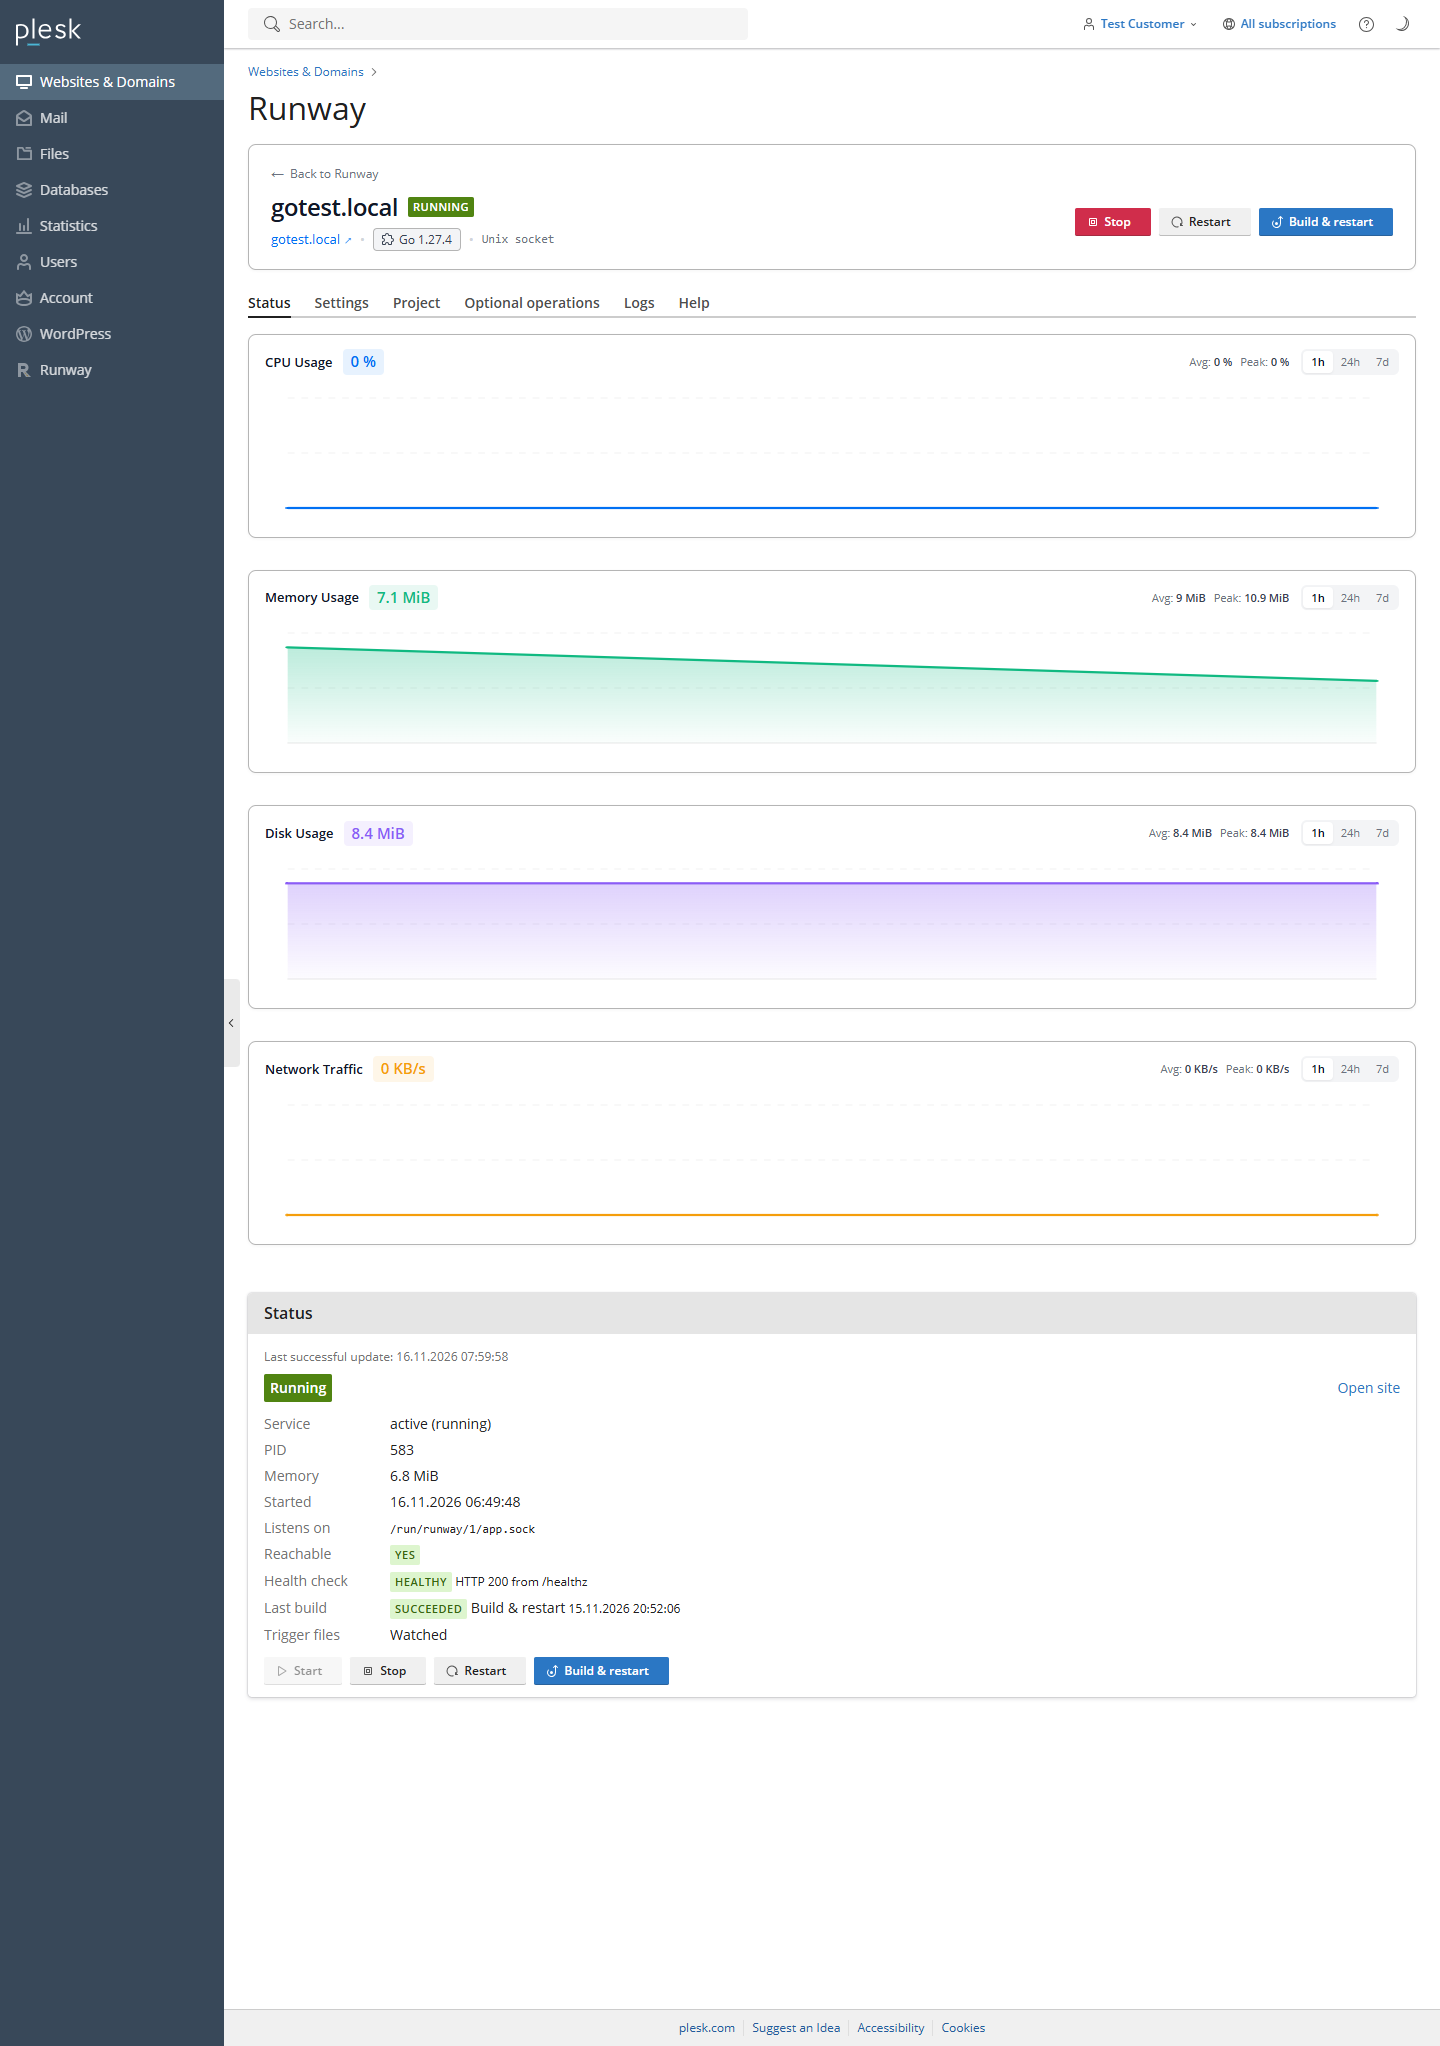 plesk
Search...
Test Customer
All subscriptions
Websites & Domains
Mail
Files
Databases
Statistics
Users
Account
WordPress
Runway
Websites & Domains
Runway
Back to Runway
gotest.local RUNNING
gotest.local • Go 1.27.4 • Unix socket
Stop Restart Build & restart
Status Settings Project Optional operations Logs Help
CPU Usage 0 % Avg: 0 % Peak: 0 % 1h 24h 7d
Memory Usage 7.1 MiB Avg: 9 MiB Peak: 10.9 MiB 1h 24h 7d
Disk Usage 8.4 MiB Avg: 8.4 MiB Peak: 8.4 MiB 1h 24h 7d
Network Traffic 0 KB/s Avg: 0 KB/s Peak: 0 KB/s 1h 24h 7d
Status
Last successful update: 16.11.2026 07:59:58
Running Open site
Service active (running)
PID 583
Memory 6.8 MiB
Started 16.11.2026 06:49:48
Listens on /run/runway/1/app.sock
Reachable YES
Health check HEALTHY HTTP 200 from /healthz
Last build SUCCEEDED Build & restart 15.11.2026 20:52:06
Trigger files Watched
Start Stop Restart Build & restart
plesk.com Suggest an Idea Accessibility Cookies